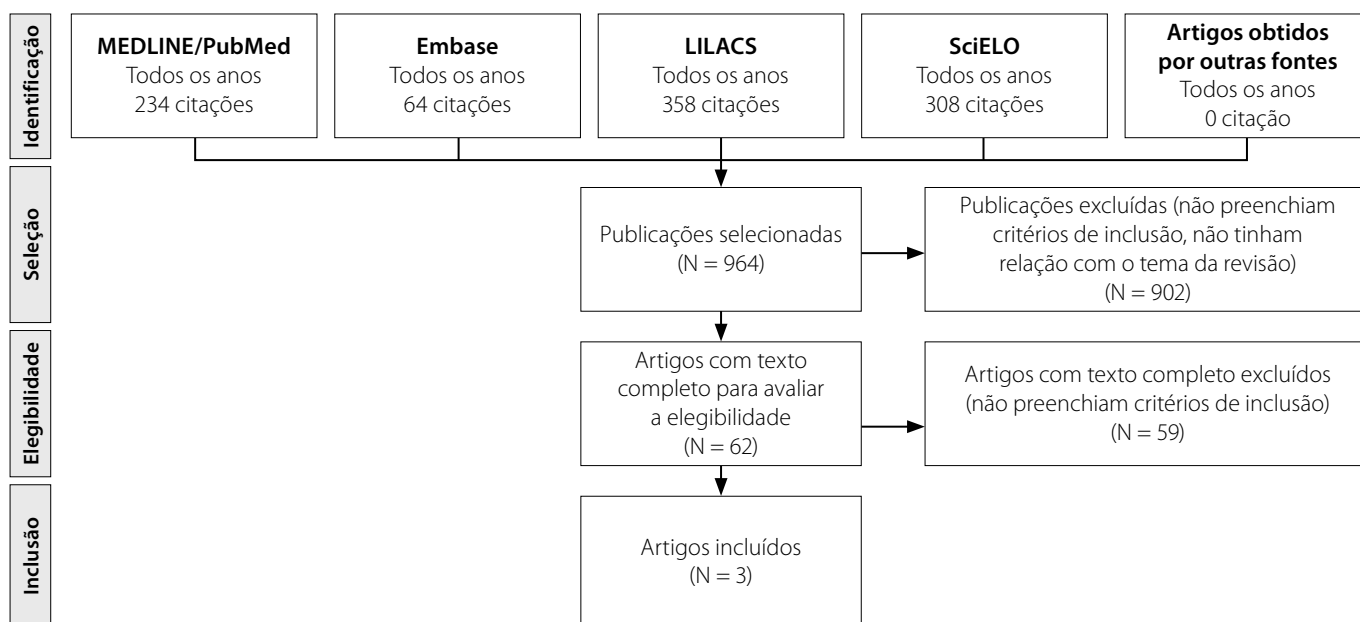 Identificação
MEDLINE/PubMed
Todos os anos
234 citações
Embase
Todos os anos
64 citações
LILACS
Todos os anos
358 citações
SciELO
Todos os anos
308 citações
Artigos obtidos
por outras fontes
Todos os anos
0 citação
Seleção
Publicações selecionadas
(N = 964)
Publicações excluídas (não preenchiam
critérios de inclusão, não tinham
relação com o tema da revisão)
(N = 902)
Elegibilidade
Artigos com texto
completo para avaliar
a elegibilidade
(N = 62)
Artigos com texto completo excluídos
(não preenchiam critérios de inclusão)
(N = 59)
Inclusão
Artigos incluídos
(N = 3)